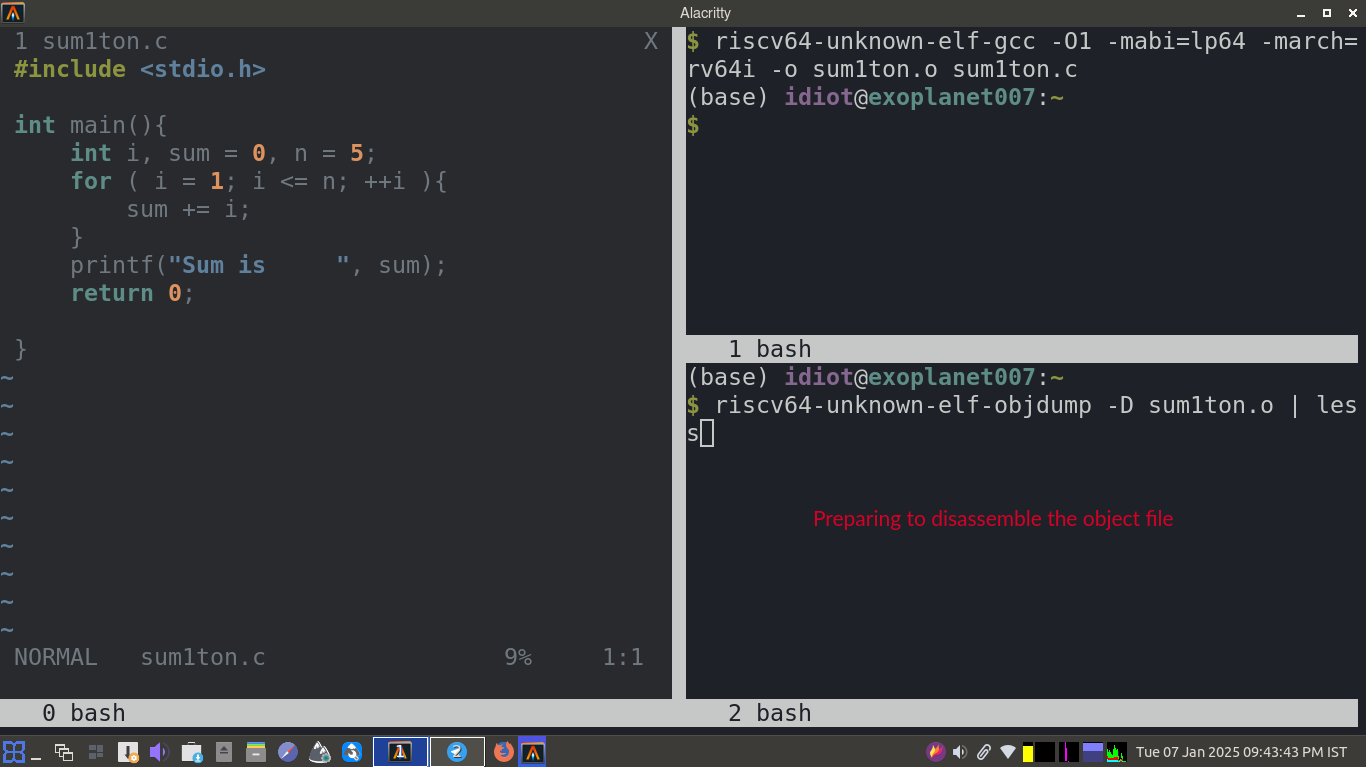 Alacritty
1 sum1ton.c X
#include <stdio.h>
int main(){
int i, sum = 0, n = 5;
for ( i = 1; i <= n; ++i ){
sum += i;
}
printf("Sum is     ", sum);
return 0;
}
~
~
~
~
~
~
~
~
~
~
NORMAL sum1ton.c 9% 1:1
0 bash
$ riscv64-unknown-elf-gcc -O1 -mabi=lp64 -march=
rv64i -o sum1ton.o sum1ton.c
(base) idiot@exoplanet007:~
$
1 bash
(base) idiot@exoplanet007:~
$ riscv64-unknown-elf-objdump -D sum1ton.o | les
s
Preparing to disassemble the object file
2 bash
1
2
Tue 07 Jan 2025 09:43:43 PM IST